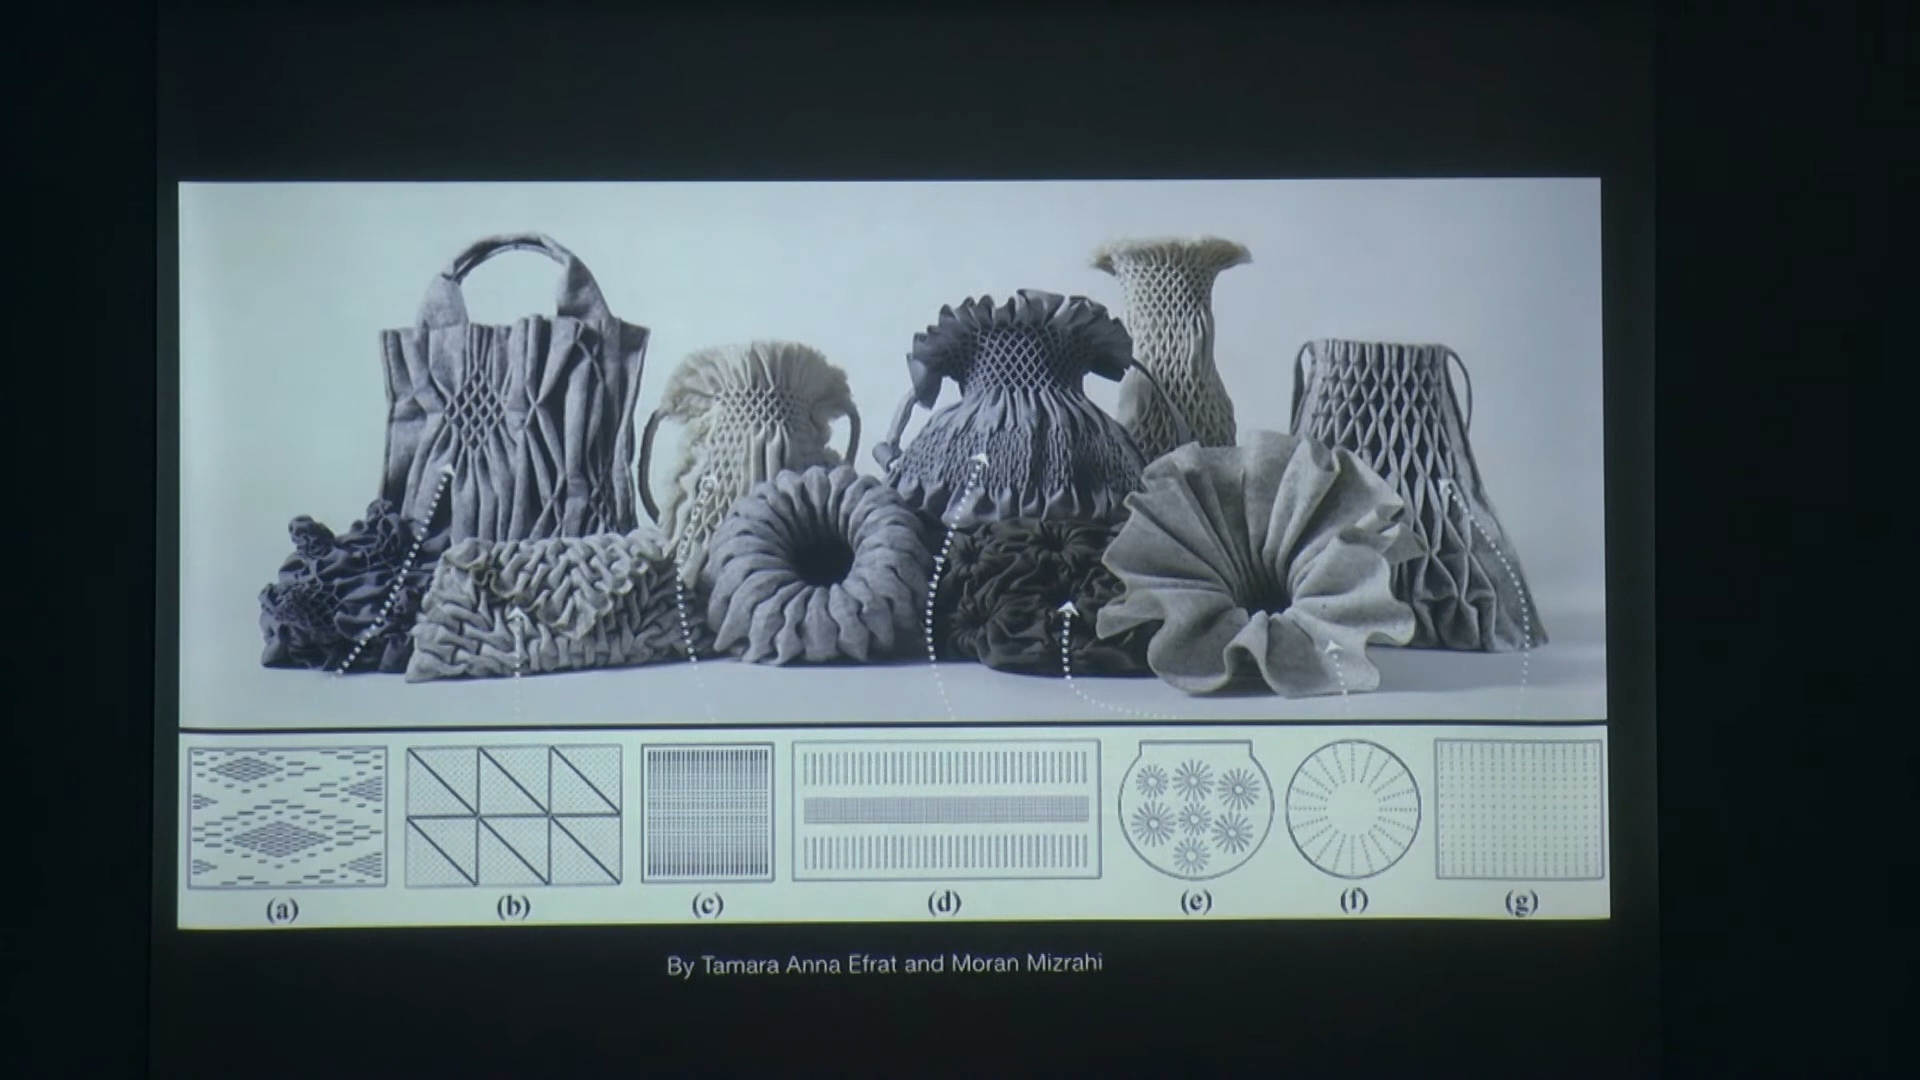 (a) (b) (c) (d) (e) (f) (g)
By Tamara Anna Efrat and Moran Mizrahi